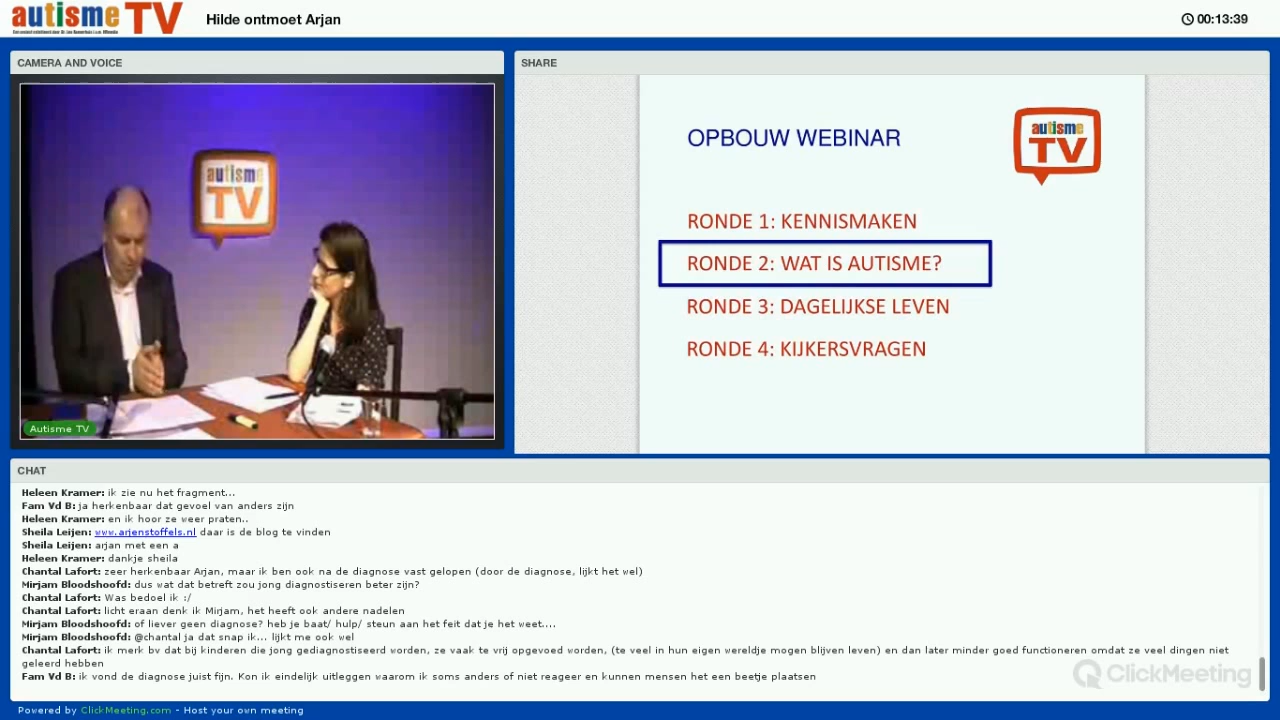 autisme TV
Hilde ontmoet Arjan
00:13:39
CAMERA AND VOICE
SHARE
autisme
TV
Autisme TV
OPBOUW WEBINAR
autisme
TV
RONDE 1: KENNISMAKEN
RONDE 2: WAT IS AUTISME?
RONDE 3: DAGELIJKSE LEVEN
RONDE 4: KIJKERSVRAGEN
CHAT
Heleen Kramer: ik zie nu het fragment...
Fam Vd B: ja herkenbaar dat gevoel van anders zijn
Heleen Kramer: en ik hoor ze weer praten..
Sheila Leijen: www.arjenstoffels.nl daar is de blog te vinden
Sheila Leijen: arjan met een a
Heleen Kramer: dankje sheila
Chantal Lafort: zeer herkenbaar Arjan, maar ik ben ook na de diagnose vast gelopen (door de diagnose, lijkt het wel)
Mirjam Bloodshoofd: dus wat dat betreft zou jong diagnostiseren beter zijn?
Chantal Lafort: Was bedoel ik :/
Chantal Lafort: licht eraan denk ik Mirjam, het heeft ook andere nadelen
Mirjam Bloodshoofd: of liever geen diagnose? heb je baat/ hulp/ steun aan het feit dat je het weet....
Mirjam Bloodshoofd: @chantal ja dat snap ik... lijkt me ook wel
Chantal Lafort: ik merk bv dat bij kinderen die jong gediagnostiseerd worden, ze vaak te vrij opgevoed worden, (te veel in hun eigen wereldje mogen blijven leven) en dan later minder goed functioneren omdat ze veel dingen niet
geleerd hebben
Fam Vd B: ik vond de diagnose juist fijn. Kon ik eindelijk uitleggen waarom ik soms anders of niet reageer en kunnen mensen het een beetje plaatsen
ClickMeeting
Powered by ClickMeeting.com - Host your own meeting